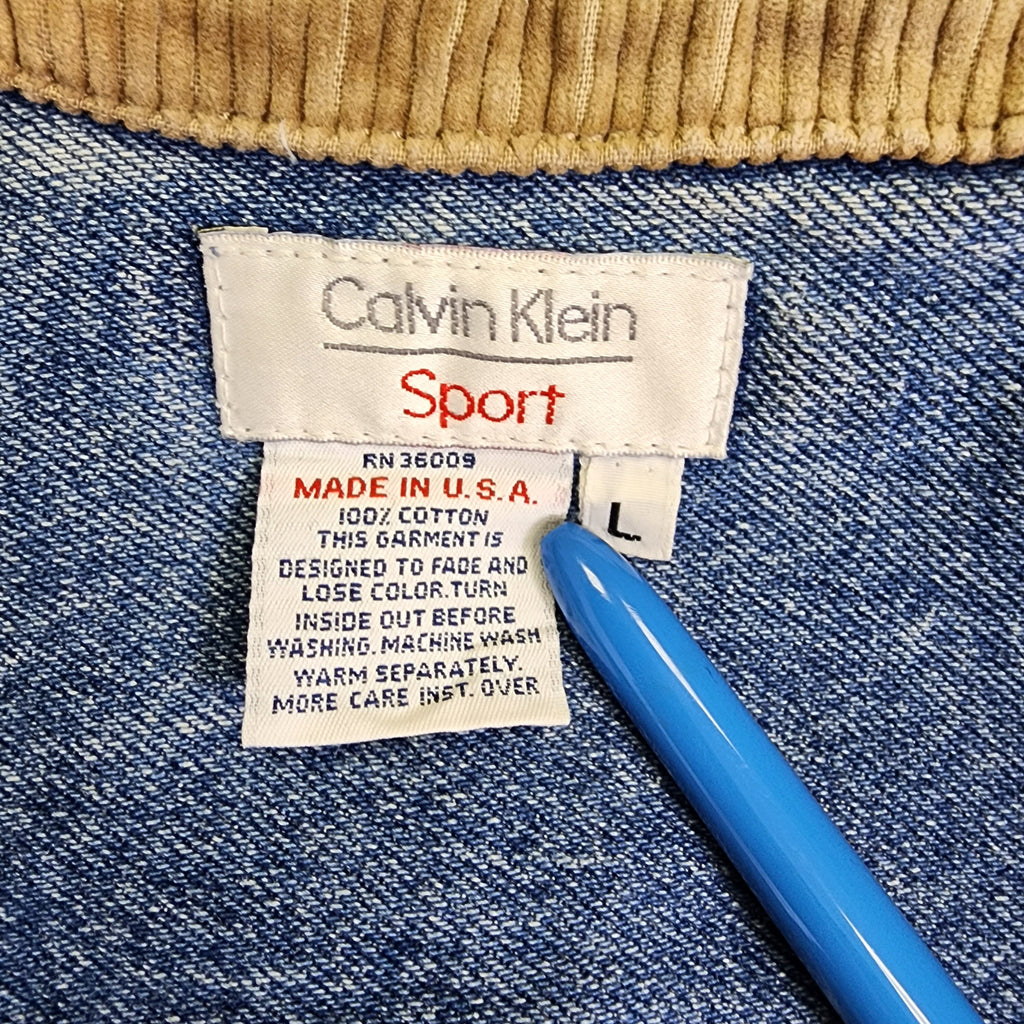 Calvin Klein
Sport
RN 36009
MADE IN U.S.A.
100% COTTON
THIS GARMENT IS
DESIGNED TO FADE AND
LOSE COLOR. TURN
INSIDE OUT BEFORE
WASHING. MACHINE WASH
WARM SEPARATELY.
MORE CARE INST. OVER
L